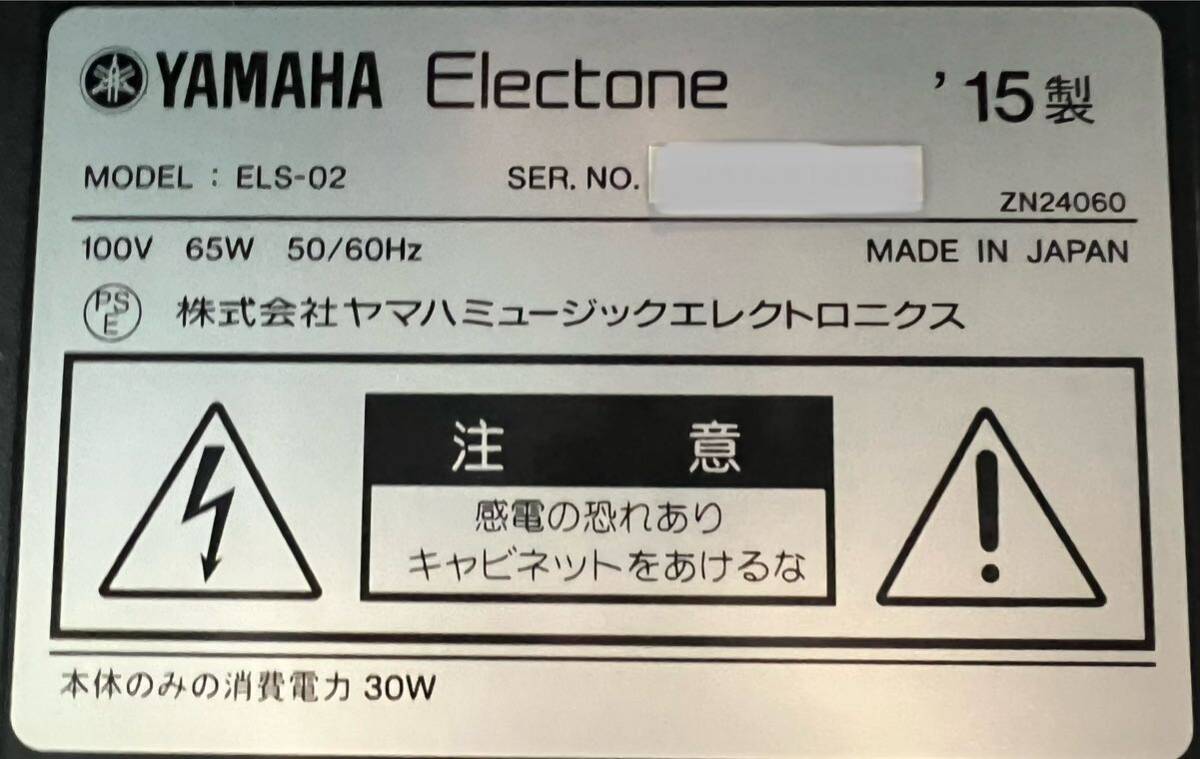 YAMAHA Electone '15製
MODEL : ELS-02 SER. NO.
ZN24060
100V 65W 50/60Hz MADE IN JAPAN
PSE 株式会社ヤマハミュージックエレクトロニクス
注 意
感電の恐れあり
キャビネットをあけるな
本体のみの消費電力 30W